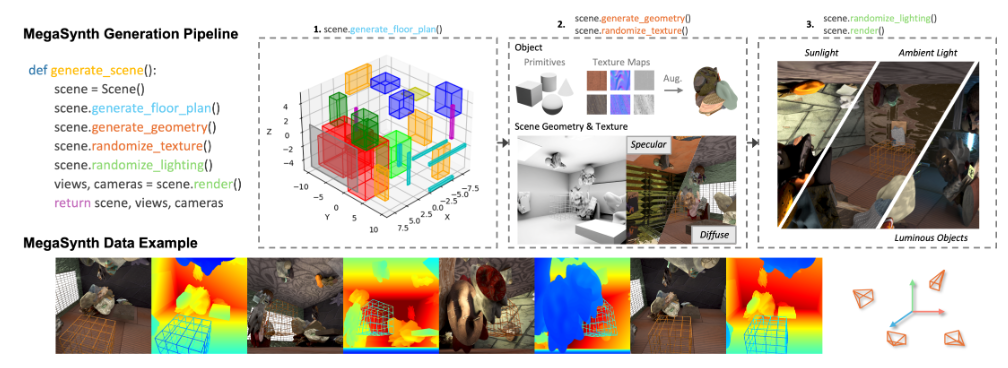 MegaSynth Generation Pipeline
def generate_scene():
scene = Scene()
scene.generate_floor_plan()
scene.generate_geometry()
scene.randomize_texture()
scene.randomize_lighting()
views, cameras = scene.render()
return scene, views, cameras
1. scene.generate_floor_plan()
4
2
0
−2
−4
Z
−10
−5
0
5
10
Y
7.5
5.0
2.5
0.0
−2.5
−5.0
−7.5
X
2.
scene.generate_geometry()
scene.randomize_texture()
Object
Primitives
Texture Maps
Aug.
Scene Geometry & Texture
Specular
Diffuse
3.
scene.randomize_lighting()
scene.render()
Sunlight
Ambient Light
Luminous Objects
MegaSynth Data Example